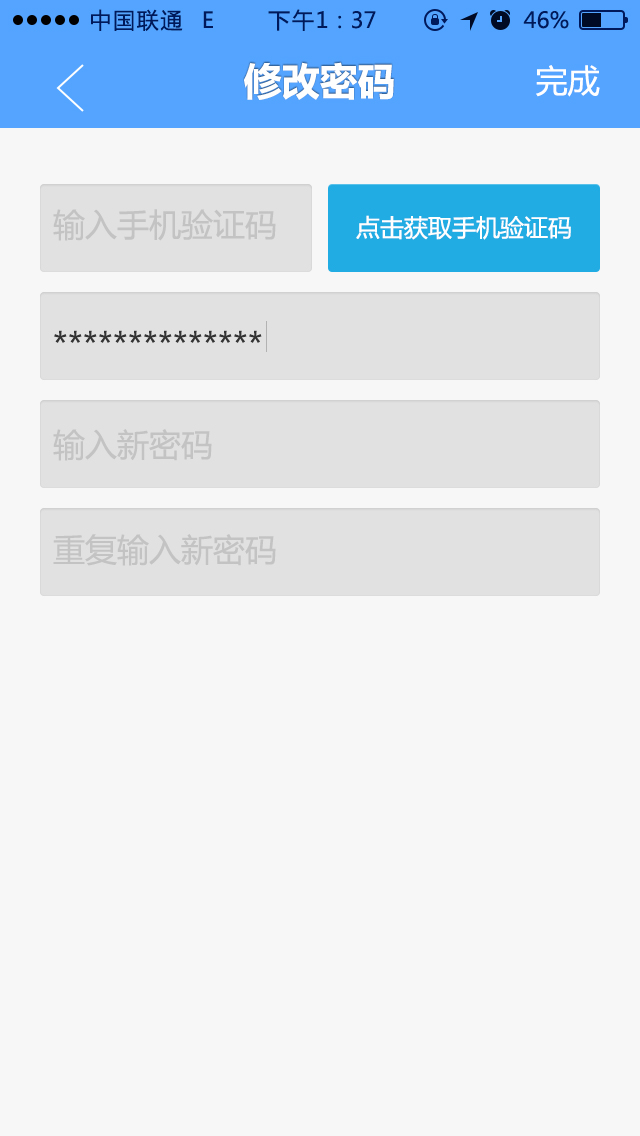 中国联通 E 下午1：37 46%
修改密码 完成
输入手机验证码 点击获取手机验证码
**************
输入新密码
重复输入新密码